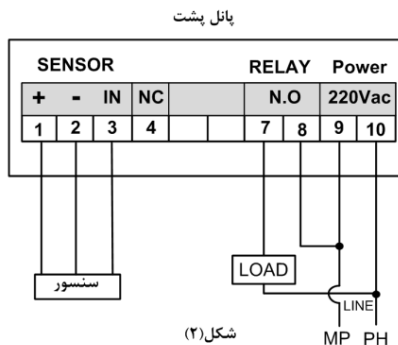 پانل پشت
SENSOR RELAY Power
+ - IN NC N.O 220Vac
1 2 3 4 7 8 9 10
سنسور
LOAD
LINE
شکل(۲)
MP PH